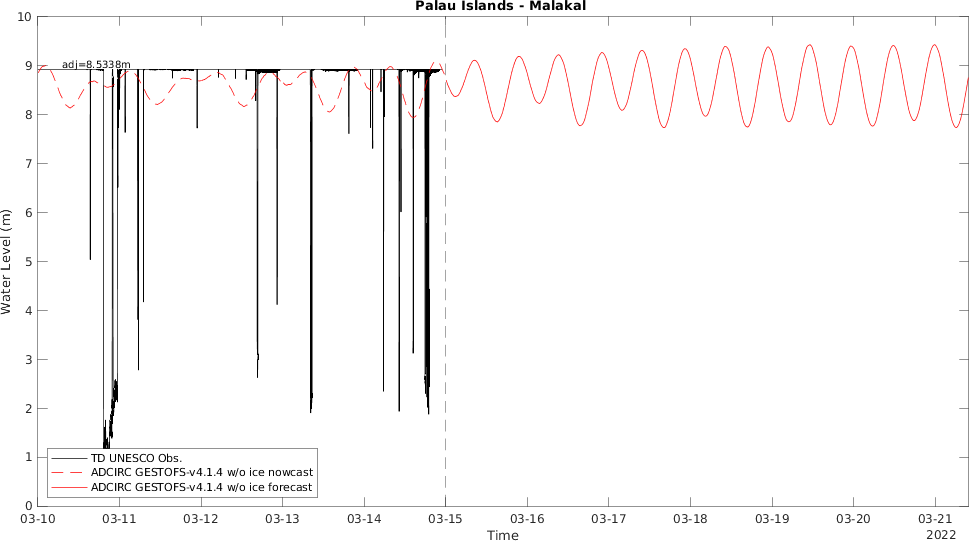 Palau Islands - Malakal
10
9
8
7
6
5
4
3
2
1
0
Water Level (m)
adj=8.5338m
TD UNESCO Obs.
ADCIRC GESTOFS-v4.1.4 w/o ice nowcast
ADCIRC GESTOFS-v4.1.4 w/o ice forecast
03-10 03-11 03-12 03-13 03-14 03-15 03-16 03-17 03-18 03-19 03-20 03-21
Time
2022